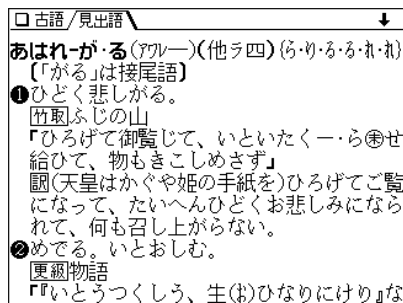 古語/見出語 ↓
あはれ-が・る(アワレ―)(他ラ四){ら・り・る・る・れ・れ}
〔「がる」は接尾語〕
❶ひどく悲しがる。
竹取ふじの山
『ひろげて御覧じて、いといたくー・ら㊍せ
給ひて、物もきこしめさず』
訳(天皇はかぐや姫の手紙を)ひろげてご覧
になって、たいへんひどくお悲しみになら
れて、何も召し上がらない。
❷めでる。いとおしむ。
更級物語
『『いとうつくしう、生(お)ひなりにけり』な